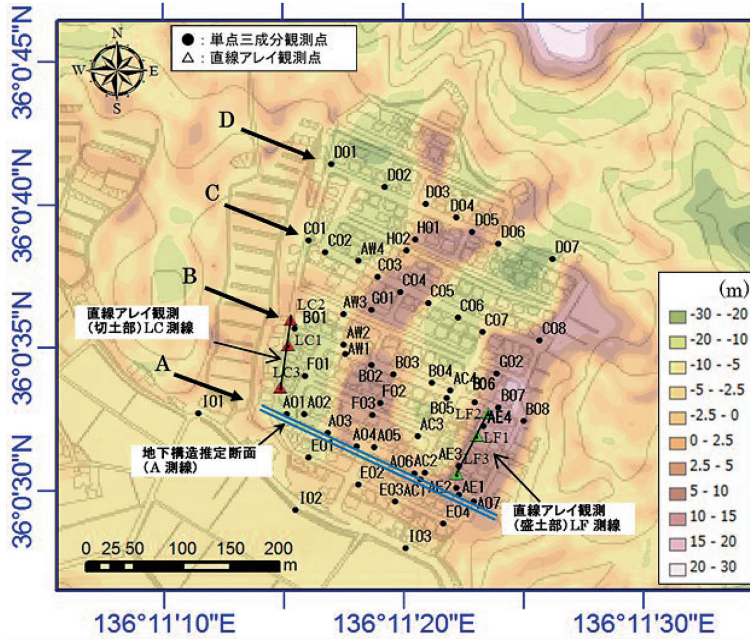 ● : 単点三成分観測点
△ : 直線アレイ観測点
N
W E
S
36°0'45"N
36°0'40"N
36°0'35"N
36°0'30"N
D
C
B
A
D01
D02
D03
D04
D05
D06
D07
C01
C02
AW4
H02
H01
C03
C04
C05
C06
C07
C08
直線アレイ観測
(切土部)LC 測線
LC2
B01
LC1
LC3
F01
AW3
G01
AW2
AW1
B02
B03
B04
AC4
G02
B06
B05
B07
B08
F02
F03
LF2
AE4
LF1
LF3
I01
A01
A02
A03
A04
A05
AC3
A06
AC2
AE3
AC1
AE2
AE1
A07
E01
E02
E03
E04
I02
I03
地下構造推定断面
(A 測線)
直線アレイ観測
(盛土部)LF 測線
(m)
-30 - -20
-20 - -10
-10 - -5
-5 - -2.5
-2.5 - 0
0 - 2.5
2.5 - 5
5 - 10
10 - 15
15 - 20
20 - 30
0 25 50 100 150 200
m
136°11'10"E
136°11'20"E
136°11'30"E